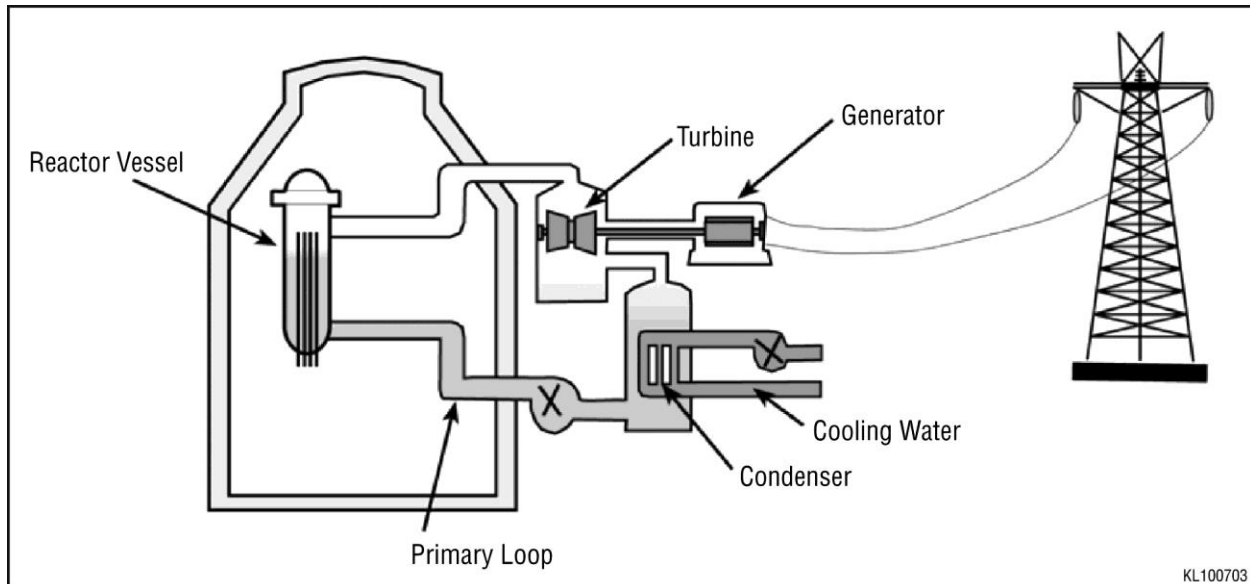 Generator
Turbine
Reactor Vessel
Cooling Water
Condenser
Primary Loop
KL100703